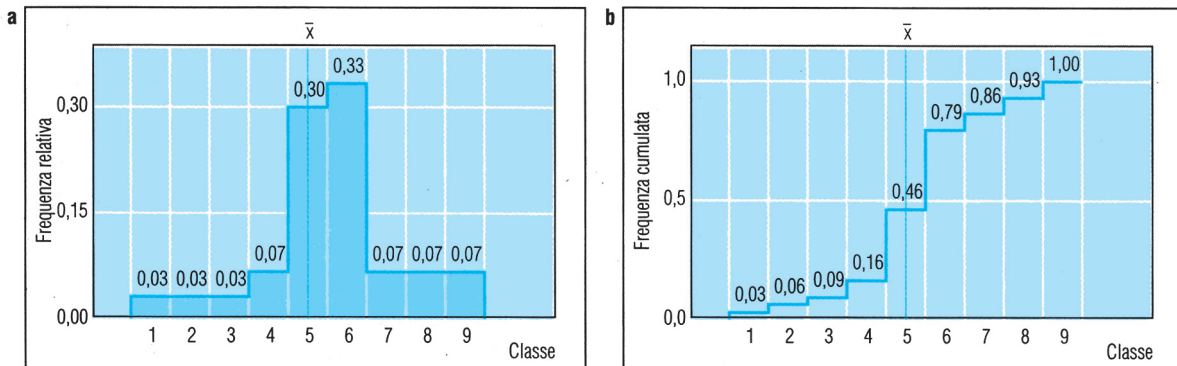 a
x̄
Frequenza relativa
0,30
0,15
0,00
0,03 0,03 0,03 0,07 0,30 0,33 0,07 0,07 0,07
1 2 3 4 5 6 7 8 9
Classe
b
x̄
Frequenza cumulata
1,0
0,5
0,0
0,03 0,06 0,09 0,16 0,46 0,79 0,86 0,93 1,00
1 2 3 4 5 6 7 8 9
Classe